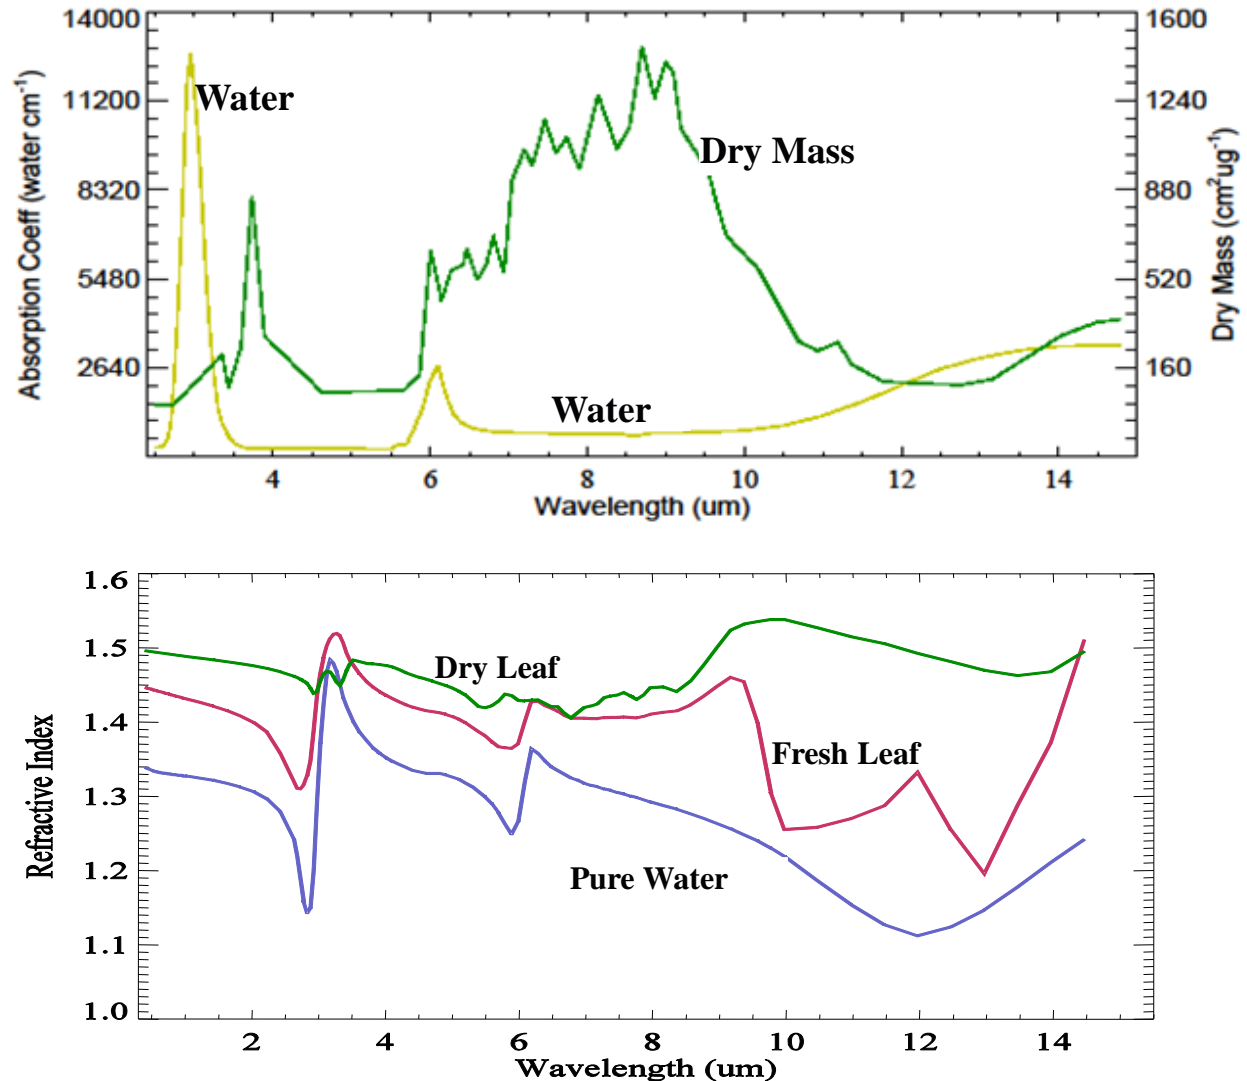 14000
11200
8320
5480
2640
Absorption Coeff (water cm-1)
Water
Dry Mass
Water
1600
1240
880
520
160
Dry Mass (cm2ug-1)
4 6 8 10 12 14
Wavelength (um)
1.6
1.5
1.4
1.3
1.2
1.1
1.0
Refractive Index
Dry Leaf
Fresh Leaf
Pure Water
2 4 6 8 10 12 14
Wavelength (um)